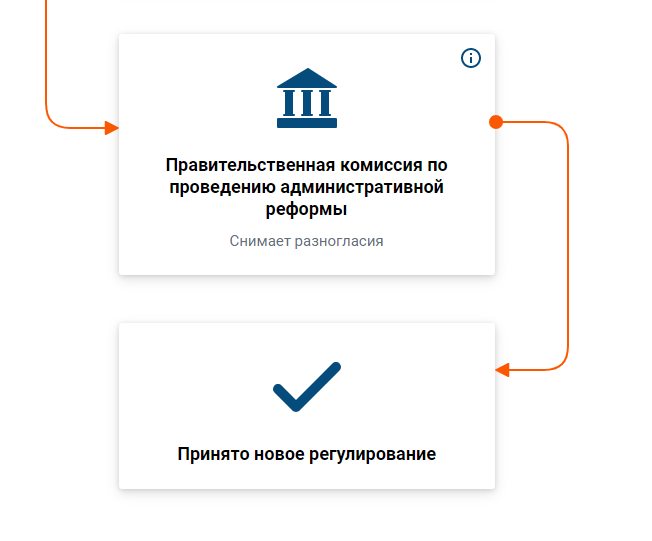 Правительственная комиссия по
проведению административной
реформы
Снимает разногласия
Принято новое регулирование